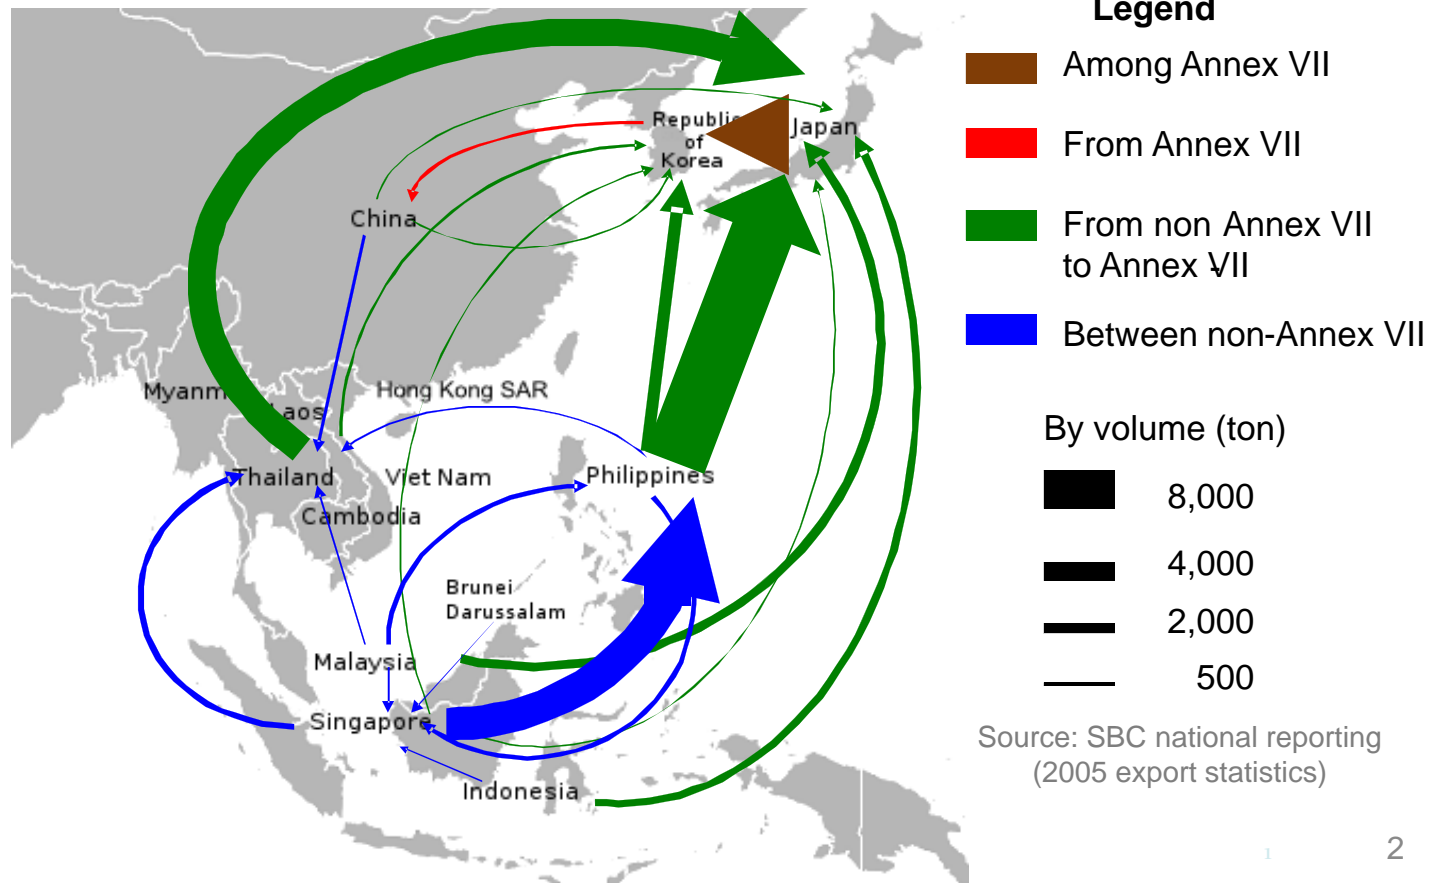 Legend
Among Annex VII
From Annex VII
From non Annex VII
to Annex VII
Between non-Annex VII
By volume (ton)
8,000
4,000
2,000
500
Source: SBC national reporting
(2005 export statistics)
1
2
Japan
of
Korea
China
Hong Kong SAR
Myanm
Laos
Thailand
Viet Nam
Philippines
Cambodia
Brunei
Darussalam
Malaysia
Singapore
Indonesia